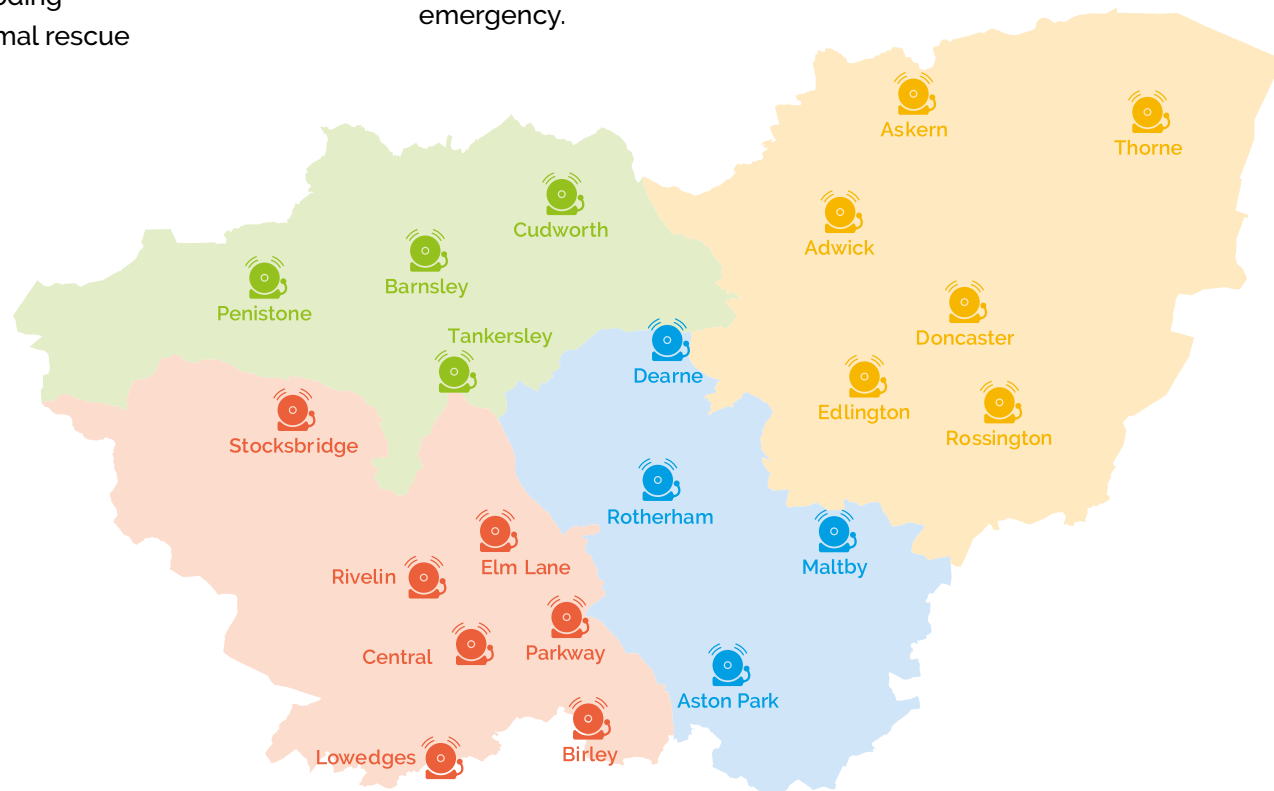 emergency.
rescue
Askern
Thorne
Cudworth
Adwick
Barnsley
Penistone
Tankersley
Doncaster
Dearne
Edlington
Rossington
Stocksbridge
Rotherham
Elm Lane
Maltby
Rivelin
Parkway
Central
Aston Park
Birley
Lowedges